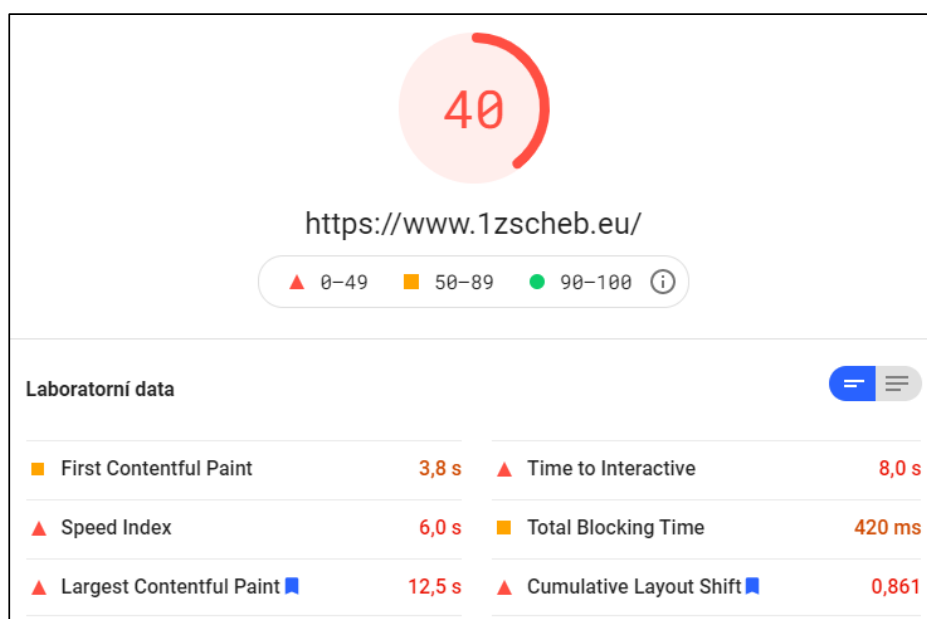 40
https://www.1zscheb.eu/
0–49 50–89 90–100
Laboratorní data
First Contentful Paint 3,8 s
Time to Interactive 8,0 s
Speed Index 6,0 s
Total Blocking Time 420 ms
Largest Contentful Paint 12,5 s
Cumulative Layout Shift 0,861